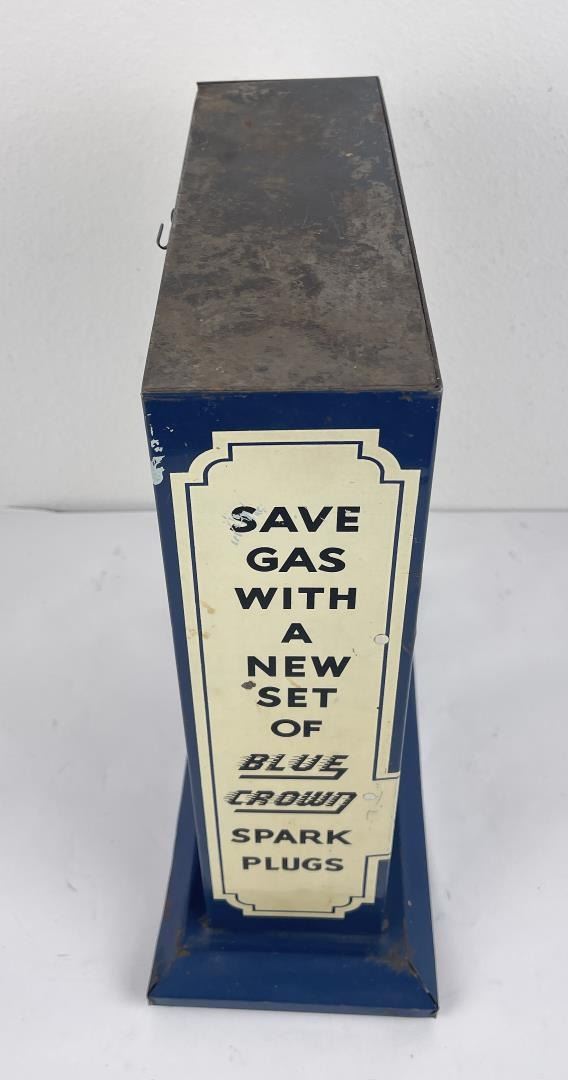 SAVE
GAS
WITH
A
NEW
SET
OF
BLUE
CROWN
SPARK
PLUGS